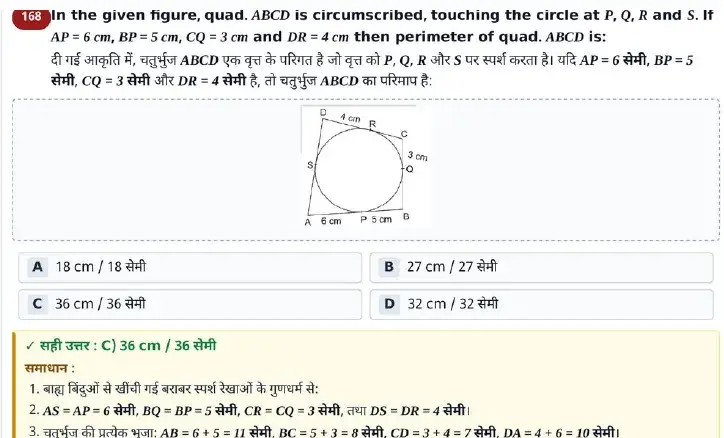 168 In the given figure, quad. ABCD is circumscribed, touching the circle at P, Q, R and S. If
AP = 6 cm, BP = 5 cm, CQ = 3 cm and DR = 4 cm then perimeter of quad. ABCD is:
दी गई आकृति में, चतुर्भुज ABCD एक वृत्त के परिगत है जो वृत्त को P, Q, R और S पर स्पर्श करता है। यदि AP = 6 सेमी, BP = 5
सेमी, CQ = 3 सेमी और DR = 4 सेमी है, तो चतुर्भुज ABCD का परिमाप है:
D
4 cm
R
C
3 cm
S
Q
A 6 cm P 5 cm B
A 18 cm / 18 सेमी
B 27 cm / 27 सेमी
C 36 cm / 36 सेमी
D 32 cm / 32 सेमी
✓ सही उत्तर : C) 36 cm / 36 सेमी
समाधान :
1. बाह्य बिंदुओं से खींची गई बराबर स्पर्श रेखाओं के गुणधर्म से:
2. AS = AP = 6 सेमी, BQ = BP = 5 सेमी, CR = CQ = 3 सेमी, तथा DS = DR = 4 सेमी।
3. चतुर्भुज की प्रत्येक भुजा: AB = 6 + 5 = 11 सेमी, BC = 5 + 3 = 8 सेमी, CD = 3 + 4 = 7 सेमी, DA = 4 + 6 = 10 सेमी।